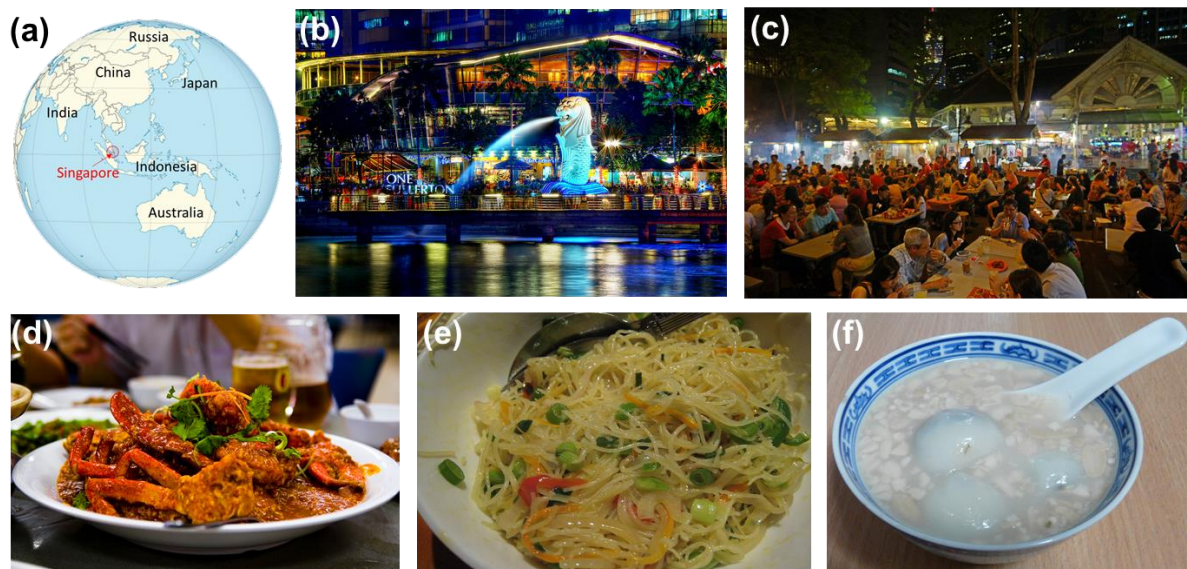 (a)
Russia
China
Japan
India
Singapore
Indonesia
Australia
(b)
ONE
FULLERTON
(c)
(d)
(e)
(f)